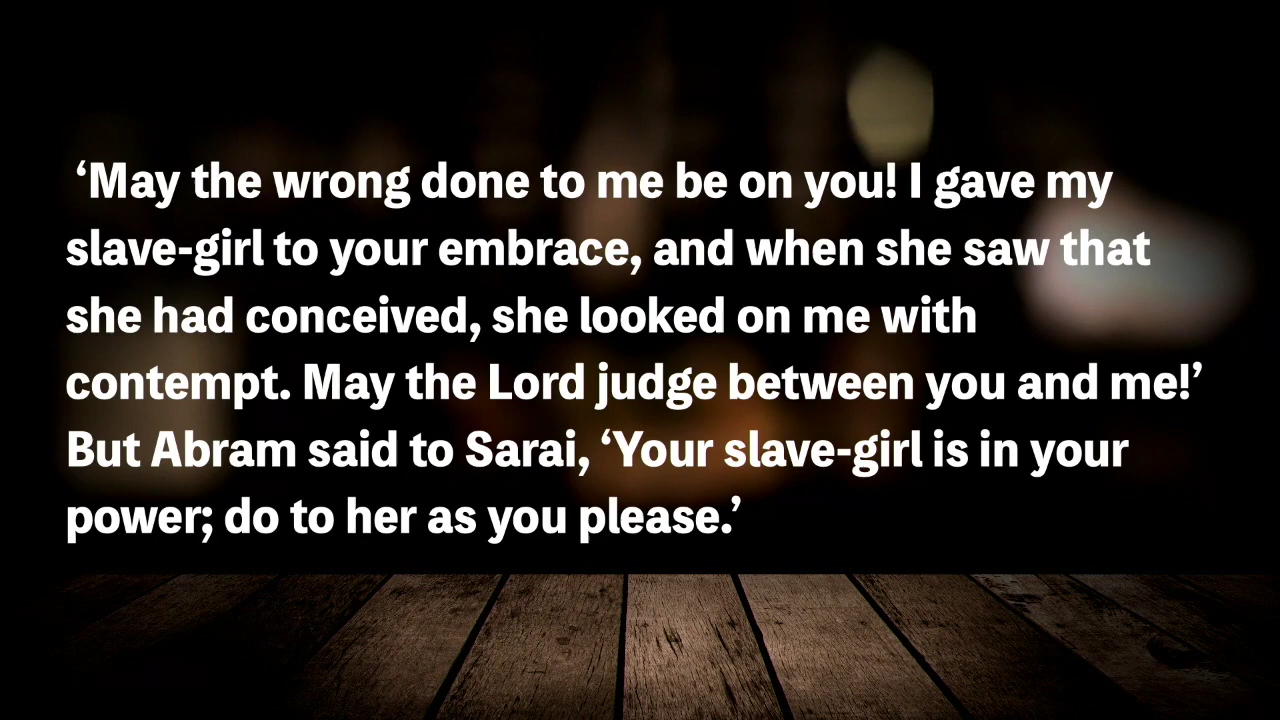 ‘May the wrong done to me be on you! I gave my
slave-girl to your embrace, and when she saw that
she had conceived, she looked on me with
contempt. May the Lord judge between you and me!’
But Abram said to Sarai, ‘Your slave-girl is in your
power; do to her as you please.’